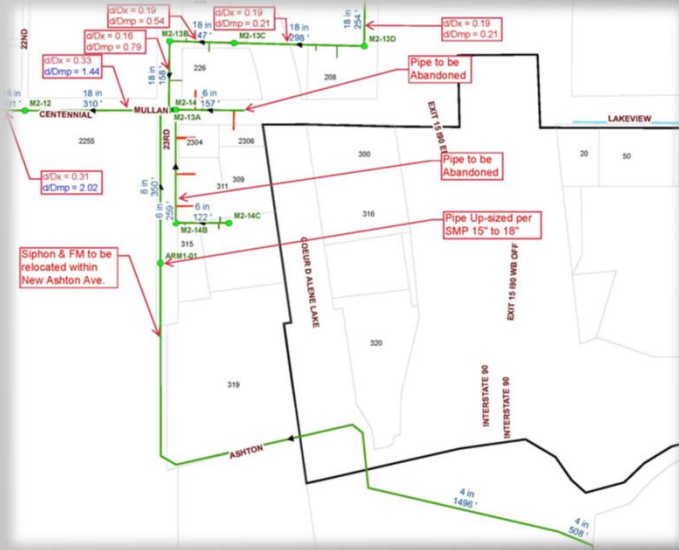 d/Dx = 0.19
d/Dmp = 0.54
d/Dx = 0.19
d/Dmp = 0.21
d/Dx = 0.19
d/Dmp = 0.21
18 in
254 '
22ND
18 in
47 '
18 in
298 '
M2-13B
M2-13C
M2-13D
d/Dx = 0.16
d/Dmp = 0.79
d/Dx = 0.33
d/Dmp = 1.44
18 in
158 '
226
208
Pipe to be
Abandoned
M2-12
18 in
310 '
CENTENNIAL
MULLAN
M2-14
M2-13A
6 in
157 '
EXIT 15 I90 EB
LAKEVIEW
2255
23RD
2304
2306
300
20
50
Pipe to be
Abandoned
309
311
d/Dx = 0.31
d/Dmp = 2.02
8 in
350 '
6 in
259 '
6 in
122 '
M2-14C
M2-14B
316
Pipe Up-sized per
SMP 15" to 18"
315
ARM1-01
Siphon & FM to be
relocated within
New Ashton Ave.
COEUR D ALENE LAKE
EXIT 15 I90 WB OFF
320
319
INTERSTATE 90
INTERSTATE 90
ASHTON
4 in
1496 '
4 in
508 '